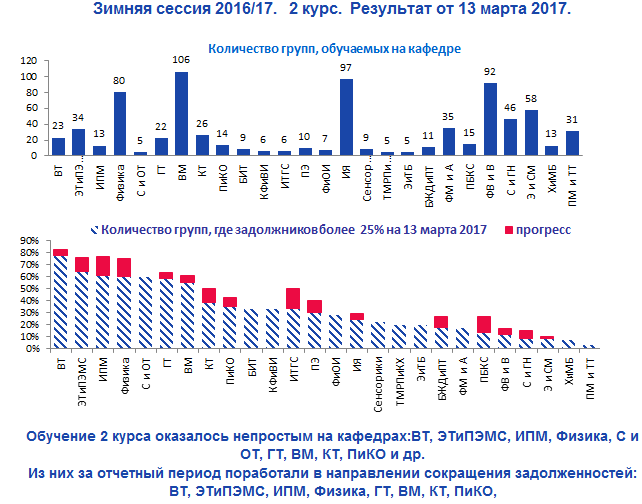 Зимняя сессия 2016/17. 2 курс. Результат от 13 марта 2017.
Количество групп, обучаемых на кафедре
120
100
80
60
40
20
0
23 34 13 80 5 22 106 26 14 9 6 6 10 7 97 9 5 5 11 35 15 92 46 58 13 31
ВТ
ЭТиПЭ...
ИПМ
Физика
С и ОТ
ГТ
ВМ
КТ
ПиКО
БИТ
КФиВИ
ИТГС
ПЭ
ФиОИ
ИЯ
Сенсор...
ТМРПи...
ЭиТБ
БЖДиПТ
ФМ и А
ПБКС
ФВ и В
С и ГН
Э и СМ
ХиМБ
ПМ и ТТ
Количество групп, где задолжниковболее 25% на 13 марта 2017 прогресс
90%
80%
70%
60%
50%
40%
30%
20%
10%
0%
ВТ
ЭТиПЭМС
ИПМ
Физика
С и ОТ
ГТ
ВМ
КТ
ПиКО
БИТ
КФиВИ
ИТГС
ПЭ
ФиОИ
ИЯ
Сенсорики
ТМРПиКХ
ЭиТБ
БЖДиПТ
ФМ и А
ПБКС
ФВ и В
С и ГН
Э и СМ
ХиМБ
ПМ и ТТ
Обучение 2 курса оказалось непростым на кафедрах:ВТ, ЭТиПЭМС, ИПМ, Физика, С и
ОТ, ГТ, ВМ, КТ, ПиКО и др.
Из них за отчетный период поработали в направлении сокращения задолженностей:
ВТ, ЭТиПЭМС, ИПМ, Физика, ГТ, ВМ, КТ, ПиКО,